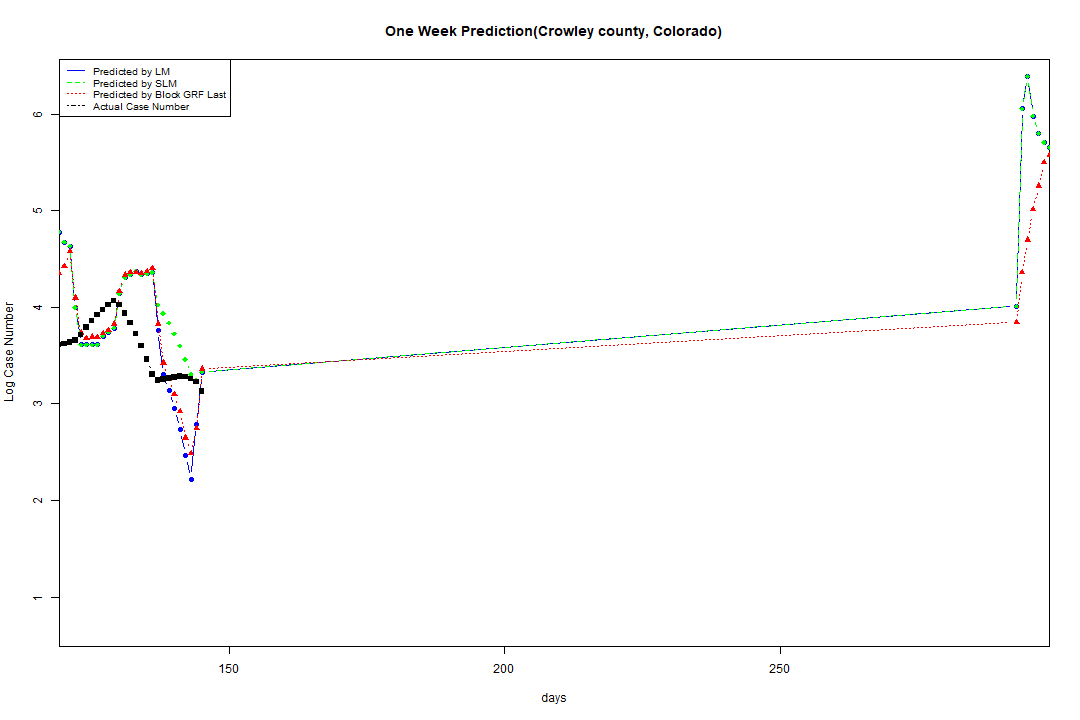 One Week Prediction(Crowley county, Colorado)
Predicted by LM
Predicted by SLM
Predicted by Block GRF Last
Actual Case Number
6
5
4
3
2
1
Log Case Number
150 200 250
days